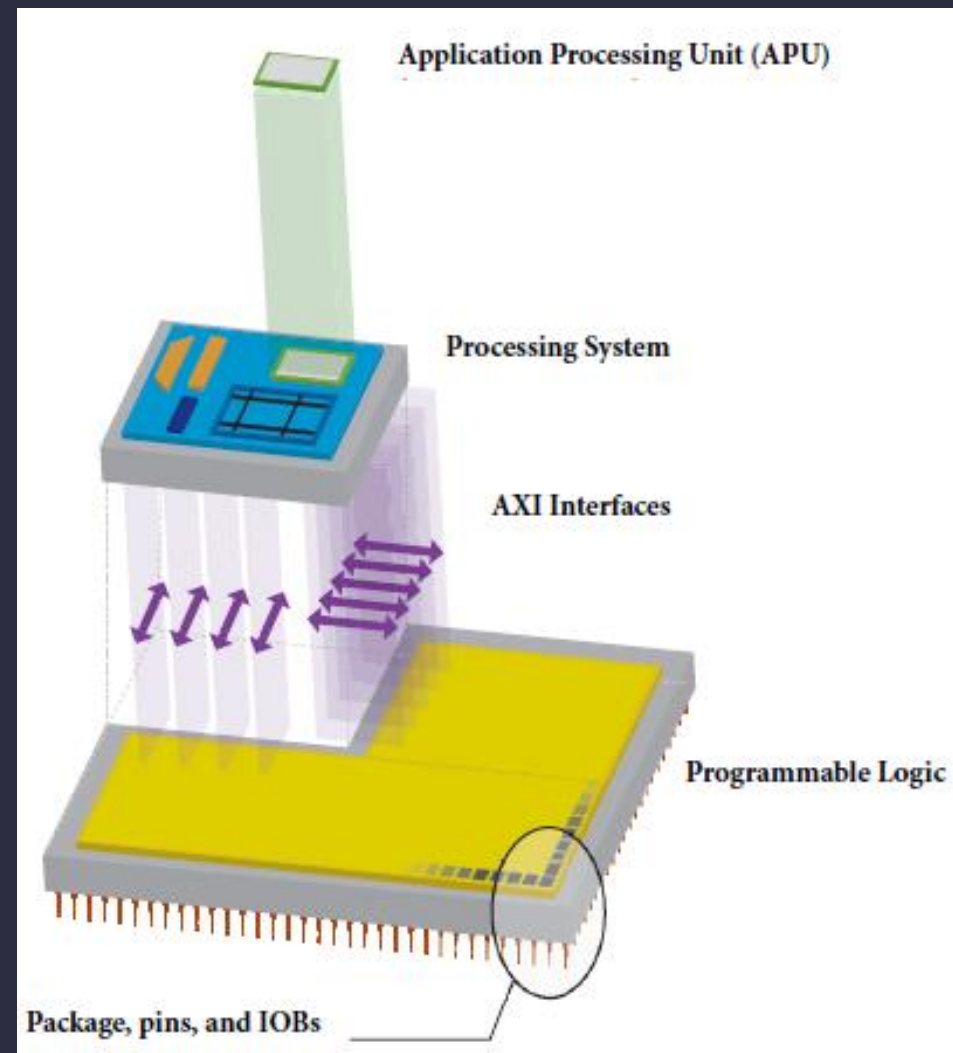 Application Processing Unit (APU)
Processing System
AXI Interfaces
Programmable Logic
Package, pins, and IOBs